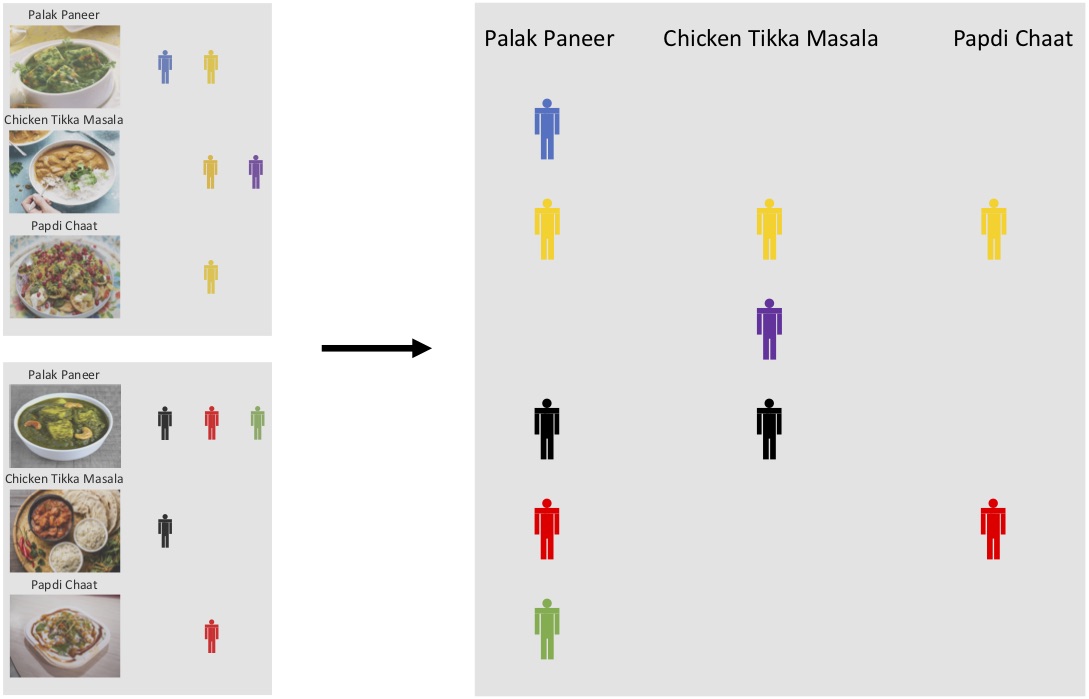 Palak Paneer
Chicken Tikka Masala
Papdi Chaat
Palak Paneer
Chicken Tikka Masala
Papdi Chaat
Palak Paneer Chicken Tikka Masala Papdi Chaat